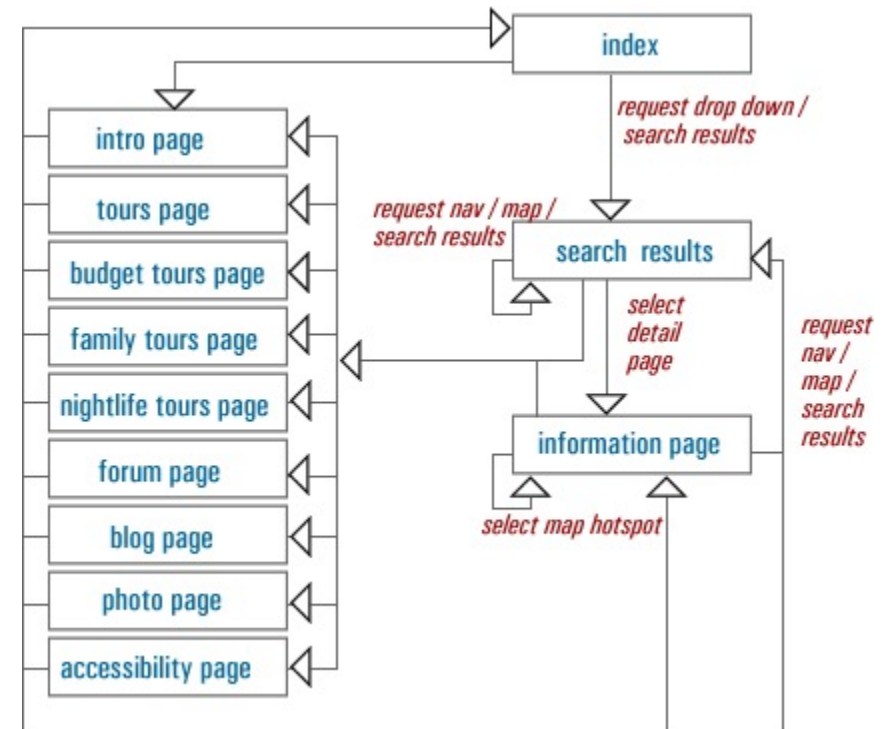 index
request drop down /
search results
intro page
tours page
budget tours page
family tours page
nightlife tours page
forum page
blog page
photo page
accessibility page
request nav / map /
search results
search results
select
detail
page
request
nav /
map /
search
results
information page
select map hotspot